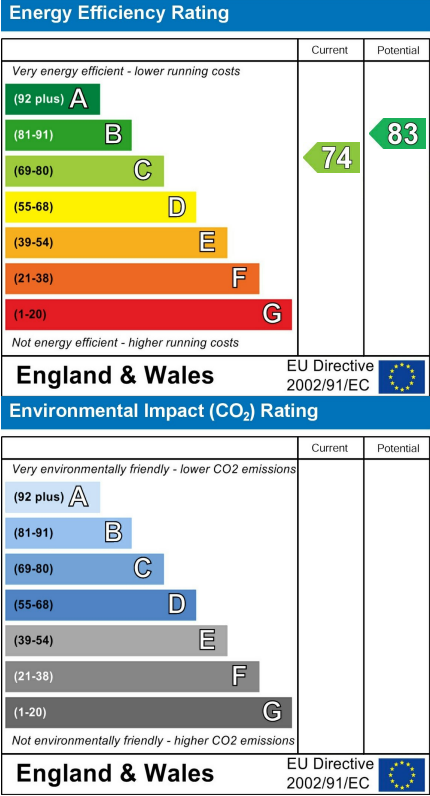 Energy Efficiency Rating
Current Potential
Very energy efficient - lower running costs
(92 plus) A
(81-91) B
(69-80) C
(55-68) D
(39-54) E
(21-38) F
(1-20) G
74
83
Not energy efficient - higher running costs
England & Wales
EU Directive
2002/91/EC
Environmental Impact (CO₂) Rating
Current Potential
Very environmentally friendly - lower CO2 emissions
(92 plus) A
(81-91) B
(69-80) C
(55-68) D
(39-54) E
(21-38) F
(1-20) G
Not environmentally friendly - higher CO2 emissions
England & Wales
EU Directive
2002/91/EC